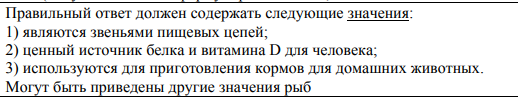 Правильный ответ должен содержать следующие значения:
1) являются звеньями пищевых цепей;
2) ценный источник белка и витамина D для человека;
3) используются для приготовления кормов для домашних животных.
Могут быть приведены другие значения рыб